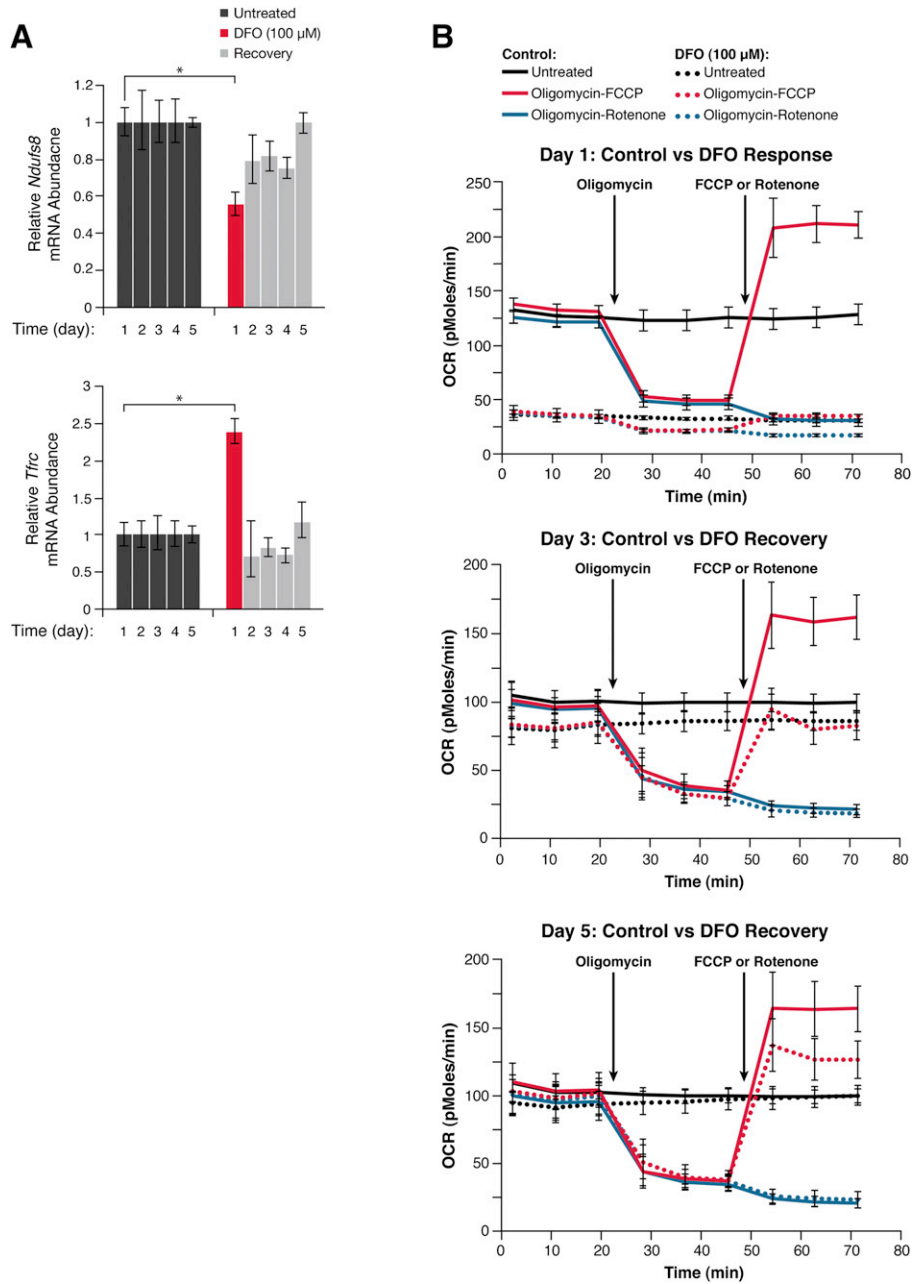 A
Untreated
DFO (100 µM)
Recovery
*
Relative Ndufs8
mRNA Abundacne
1.2
1
0.8
0.6
0.4
0.2
0
Time (day): 1 2 3 4 5 1 2 3 4 5
*
Relative Tfrc
mRNA Abundance
3
2.5
2
1.5
1
0.5
0
Time (day): 1 2 3 4 5 1 2 3 4 5
B
Control:
Untreated
Oligomycin-FCCP
Oligomycin-Rotenone
DFO (100 µM):
Untreated
Oligomycin-FCCP
Oligomycin-Rotenone
Day 1: Control vs DFO Response
Oligomycin FCCP or Rotenone
OCR (pMoles/min)
250
200
150
100
50
0
0 10 20 30 40 50 60 70 80
Time (min)
Day 3: Control vs DFO Recovery
Oligomycin FCCP or Rotenone
OCR (pMoles/min)
200
150
100
50
0
0 10 20 30 40 50 60 70 80
Time (min)
Day 5: Control vs DFO Recovery
Oligomycin FCCP or Rotenone
OCR (pMoles/min)
200
150
100
50
0
0 10 20 30 40 50 60 70 80
Time (min)